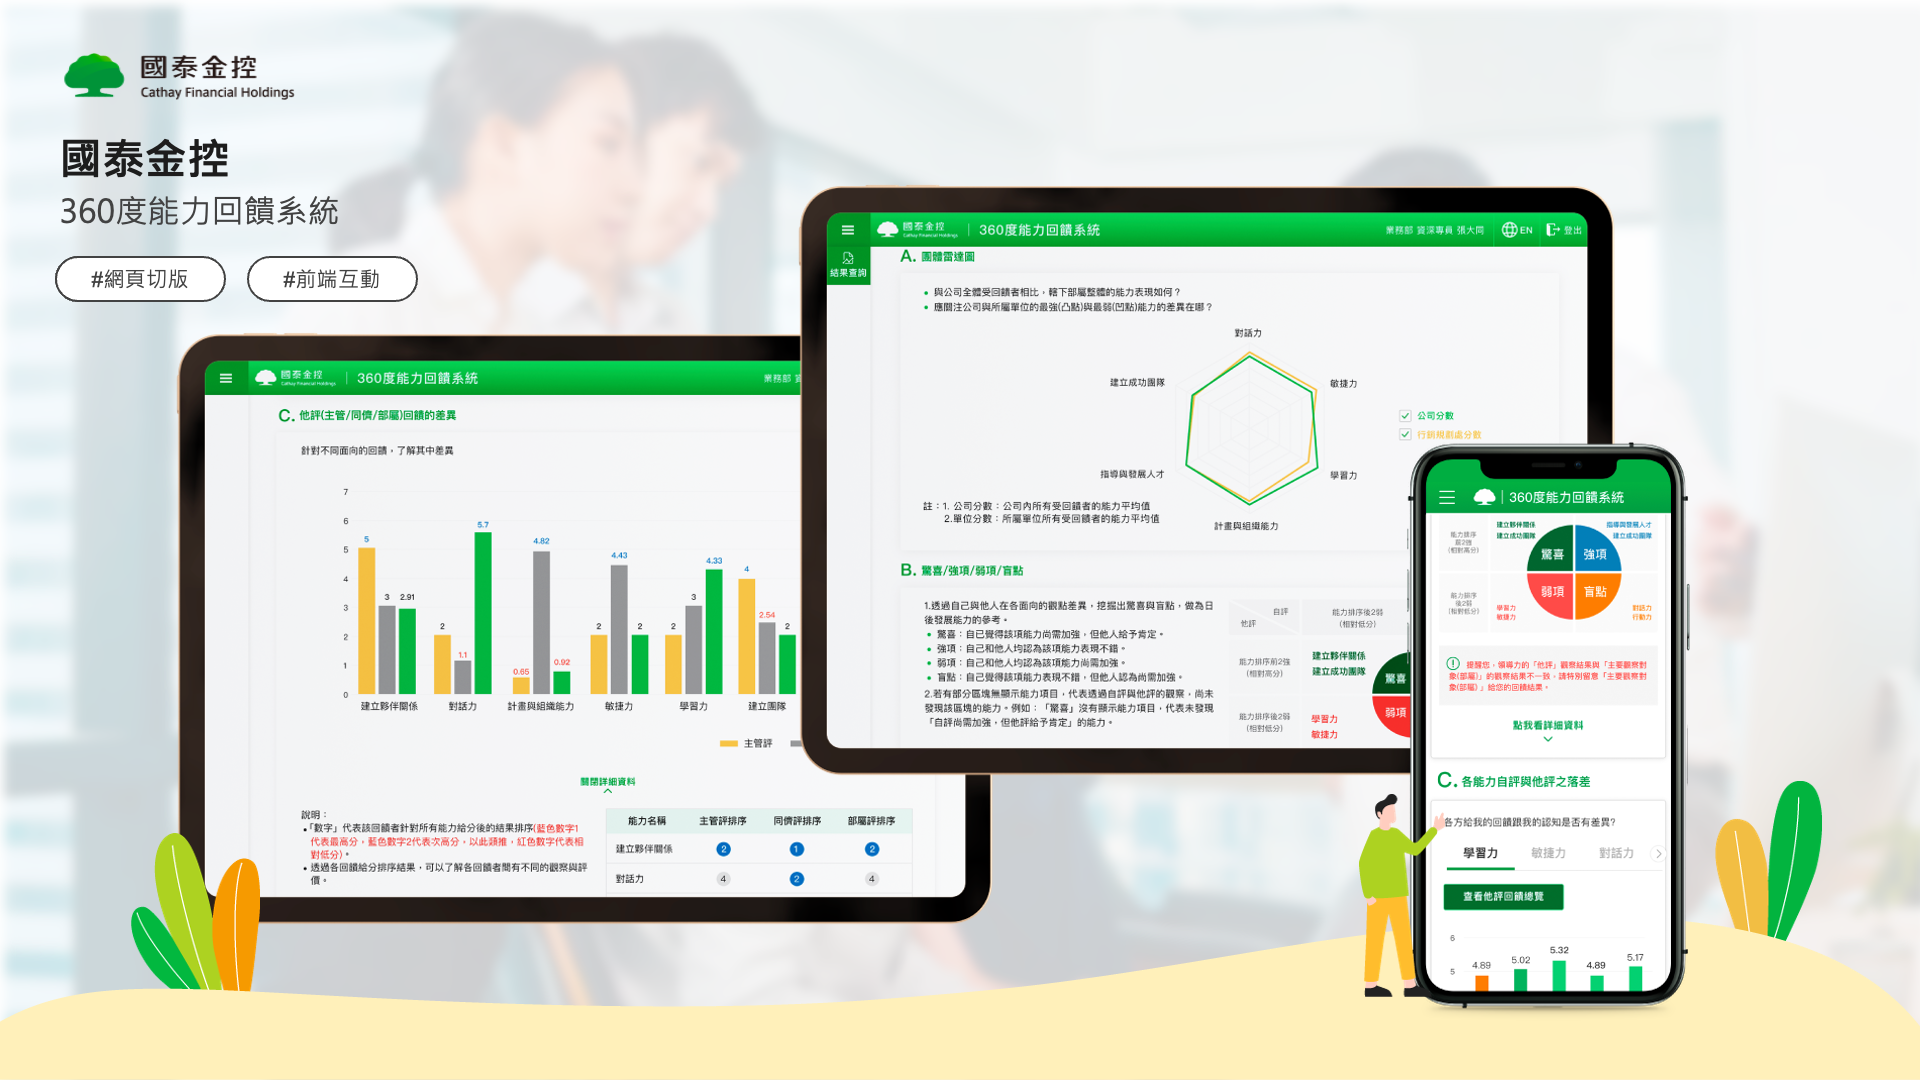 國泰金控
Cathay Financial Holdings
國泰金控
360度能力回饋系統
#網頁切版
#前端互動
國泰金控
Cathay Financial Holdings
360度能力回饋系統
業務部
C. 他評(主管/同儕/部屬)回饋的差異
針對不同面向的回饋，了解其中差異
7
6
5
4
3
2
1
0
5
3
2.91
2
1.1
5.7
0.65
4.82
0.92
2
4.43
2
2
3
4.33
4
2.54
2
建立夥伴關係
對話力
計畫與組織能力
敏捷力
學習力
建立團隊
主管評
關閉詳細資料
說明：
•「數字」代表該回饋者針對所有能力給分後的結果排序(藍色數字1
代表最高分，藍色數字2代表次高分，以此類推，紅色數字代表相
對低分)。
• 透過各回饋給分排序結果，可以了解各回饋者間有不同的觀察與評
價。
能力名稱 主管評排序 同儕評排序 部屬評排序
建立夥伴關係 2 1 2
對話力 4 2 4
國泰金控
Cathay Financial Holdings
360度能力回饋系統
業務部 資深專員 張大同
EN
登出
結果查詢
A. 團體雷達圖
• 與公司全體受回饋者相比，轄下部屬整體的能力表現如何？
• 應關注公司與所屬單位的最強(凸點)與最弱(凹點)能力的差異在哪？
對話力
敏捷力
學習力
計畫與組織能力
指導與發展人才
建立成功團隊
公司分數
行銷規劃處分數
註：1. 公司分數：公司內所有受回饋者的能力平均值
2.單位分數：所屬單位所有受回饋者的能力平均值
B. 驚喜/強項/弱項/盲點
1.透過自己與他人在各面向的觀點差異，挖掘出驚喜與盲點，做為日
後發展能力的參考。
• 驚喜：自己覺得該項能力尚需加強，但他人給予肯定。
• 強項：自己和他人均認為該項能力表現不錯。
• 弱項：自己和他人均認為該項能力尚需加強。
• 盲點：自己覺得該項能力表現不錯，但他人認為尚需加強。
2.若有部分區塊無顯示能力項目，代表透過自評與他評的觀察，尚未
發現該區塊的能力。例如：「驚喜」沒有顯示能力項目，代表未發現
「自評尚需加強，但他評給予肯定」的能力。
自評
他評
能力排序後2弱
(相對低分)
能力排序前2強
(相對高分)
建立夥伴關係
建立成功團隊
驚喜
能力排序後2弱
(相對低分)
學習力
敏捷力
弱項
360度能力回饋系統
能力排序
前2強
(相對高分)
建立夥伴關係
建立成功團隊
驚喜
強項
指導與發展人才
建立成功團隊
能力排序
後2弱
(相對低分)
學習力
敏捷力
弱項
盲點
對話力
行動力
提醒您，領導力的「他評」觀察結果與「主要觀察對
象(部屬)」的觀察結果不一致，請特別留意「主要觀察對
象(部屬) 」給您的回饋結果。
點我看詳細資料
C. 各能力自評與他評之落差
各方給我的回饋跟我的認知是否有差異?
學習力
敏捷力
對話力
查看他評回饋總覽
6
5
4.89
5.02
5.32
4.89
5.17